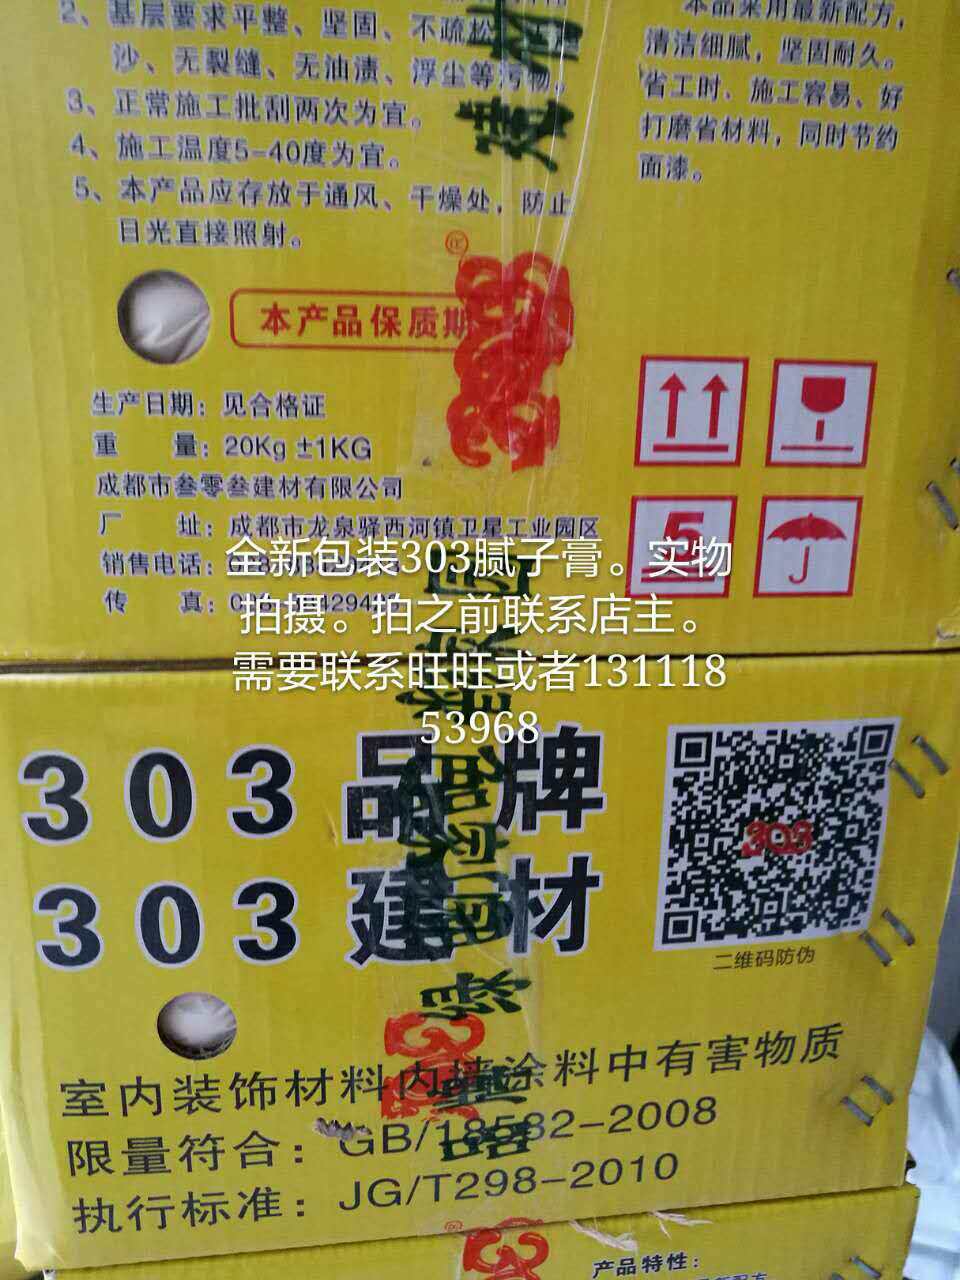 2、基层要求平整、坚固、不疏松
沙、无裂缝、无油渍、浮尘等污物。
3、正常施工批刮两次为宜。
4、施工温度5-40度为宜。
5、本产品应存放于通风、干燥处，防止
日光直接照射。
本品采用最新配方，
清洁细腻，坚固耐久。
省工时、施工容易、好
打磨省材料，同时节约
面漆。
本产品保质期
生产日期：见合格证
重 量：20Kg ±1KG
成都市叁零叁建材有限公司
厂 址：成都市龙泉驿西河镇卫星工业园区
销售电话：
传 真：
5
全新包装303腻子膏。实物
拍摄。拍之前联系店主。
需要联系旺旺或者131118
53968
303品牌
303建材
303
二维码防伪
室内装饰材料内墙涂料中有害物质
限量符合：GB/18582-2008
执行标准：JG/T298-2010
产品特性：